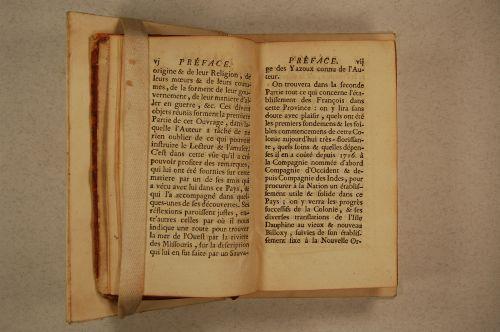 vj PRÉFACE.
origine & de leur Religion, de
leurs mœurs & de leurs coutu-
mes, de la forment de leur gou-
vernement, de leur maniere d'al-
ler en guerre, &c. Ces divers
objets réunis forment la premiere
Partie de cet Ouvrage, dans la-
quelle l'Auteur a tâché de ne
rien oublier de ce qui pouvoit
instruire le Lecteur & l'amuser;
C'est dans cette vûe qu'il a crû
pouvoir profiter des remarques,
qui lui ont été fournies sur cette
matiere par un de ses amis qui
a vécu avec lui dans ce Pays, &
qui l'a accompagné dans quel-
ques-unes de ses découvertes. Ses
réflexions paroissent justes, en-
tr'autres celles par où il nous
indique une route pour trouver
la mer de l'Ouest par la riviere
des Missouris, sur la description
qui lui en fut faite par un Sauva-
PRÉFACE. vij
ge des Yazoux connu de l'Au-
teur.
On trouvera dans la seconde
Partie tout ce qui concerne l'éta-
blissement des François dans
cette Province : on y lira sans
doute avec plaisir, quels ont été
les premiers fondemens & les foi-
bles commencemens de cette Co-
lonie aujourd'hui très-florissan-
te, quels soins & quelles dépen-
ses il en a coûté depuis 1716 à
la Compagnie nommée d'abord
Compagnie d'Occident & de-
puis Compagnie des Indes, pour
procurer à la Nation un établisse-
ment utile & solide dans ce
Pays ; on y verra les progrès
successifs de la Colonie, & ses
diverses translations de l'Isle
Dauphine au vieux & nouveau
Billoxy, suivies de son établis-
sement fixe à la Nouvelle Or-